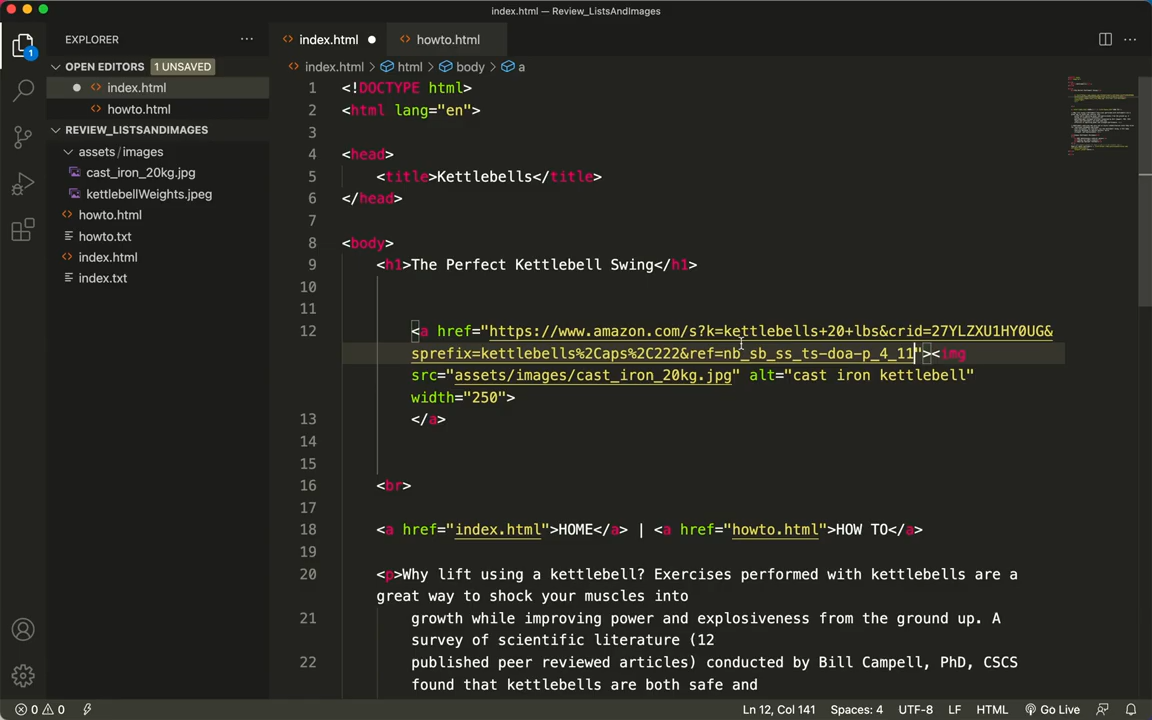 index.html — Review_ListsAndImages
EXPLORER
index.html
howto.html
OPEN EDITORS 1 UNSAVED
index.html
howto.html
REVIEW_LISTSANDIMAGES
assets/images
cast_iron_20kg.jpg
kettlebellWeights.jpeg
howto.html
howto.txt
index.html
index.txt
1
index.html html body a
1 <!DOCTYPE html>
2 <html lang="en">
3
4 <head>
5 <title>Kettlebells</title>
6 </head>
7
8 <body>
9 <h1>The Perfect Kettlebell Swing</h1>
10
11
12 <a href="https://www.amazon.com/s?k=kettlebells+20+lbs&crid=27YLZXU1HY0UG&
sprefix=kettlebells%2Caps%2C222&ref=nb_sb_ss_ts-doa-p_4_11"><img
src="assets/images/cast_iron_20kg.jpg" alt="cast iron kettlebell"
width="250">
13 </a>
14
15
16 <br>
17
18 <a href="index.html">HOME</a> | <a href="howto.html">HOW TO</a>
19
20 <p>Why lift using a kettlebell? Exercises performed with kettlebells are a
great way to shock your muscles into
21 growth while improving power and explosiveness from the ground up. A
survey of scientific literature (12
22 published peer reviewed articles) conducted by Bill Campell, PhD, CSCS
found that kettlebells are both safe and
0 0
Ln 12, Col 141 Spaces: 4 UTF-8 LF HTML Go Live